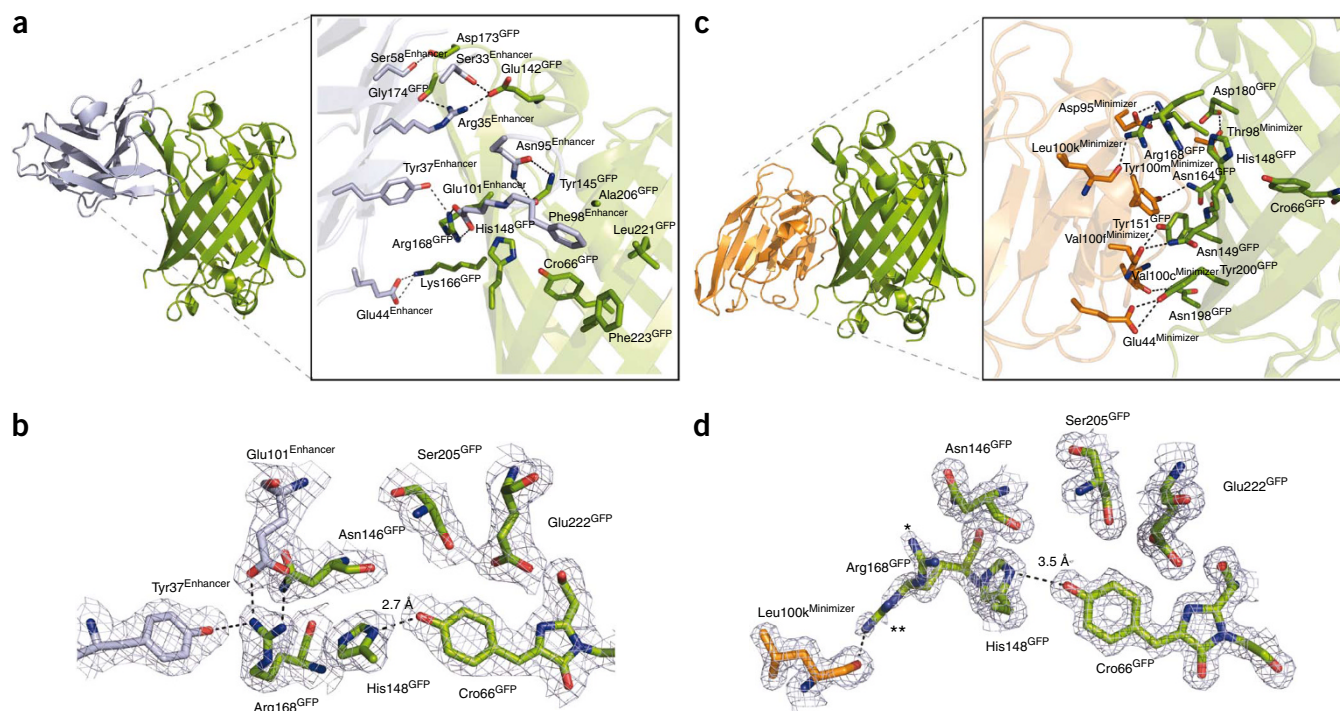 a
Asp173GFP
Ser58Enhancer
Ser33Enhancer
Glu142GFP
Gly174GFP
Arg35Enhancer
Asn95Enhancer
Tyr37Enhancer
Glu101Enhancer
Tyr145GFP
Ala206GFP
Phe98Enhancer
Arg168GFP
His148GFP
Leu221GFP
Cro66GFP
Lys166GFP
Glu44Enhancer
Phe223GFP
c
Asp180GFP
Asp95Minimizer
Thr98Minimizer
Leu100kMinimizer
Arg168GFP
His148GFP
Tyr100mMinimizer
Asn164GFP
Cro66GFP
Tyr151GFP
Val100fMinimizer
Asn149GFP
Val100cMinimizer
Tyr200GFP
Asn198GFP
Glu44Minimizer
b
Glu101Enhancer
Ser205GFP
Asn146GFP
Glu222GFP
Tyr37Enhancer
2.7 Å
His148GFP
Cro66GFP
Arg168GFP
d
Ser205GFP
Asn146GFP
Glu222GFP
*
Arg168GFP
3.5 Å
Leu100kMinimizer
**
His148GFP
Cro66GFP